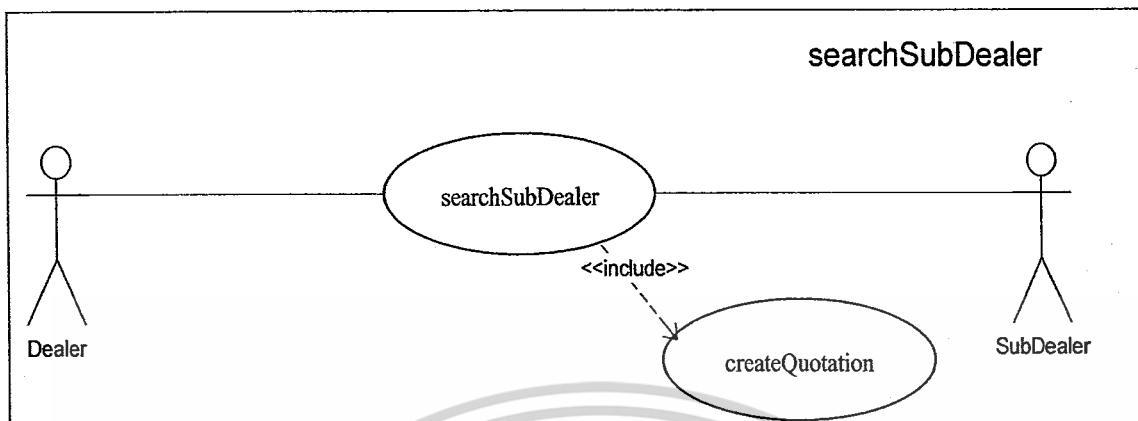 searchSubDealer
searchSubDealer
<<include>>
Dealer
SubDealer
createQuotation